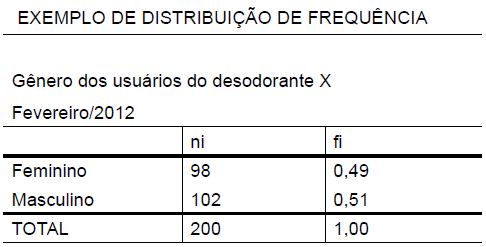 EXEMPLO DE DISTRIBUIÇÃO DE FREQUÊNCIA
Gênero dos usuários do desodorante X
Fevereiro/2012
ni fi
Feminino 98 0,49
Masculino 102 0,51
TOTAL 200 1,00